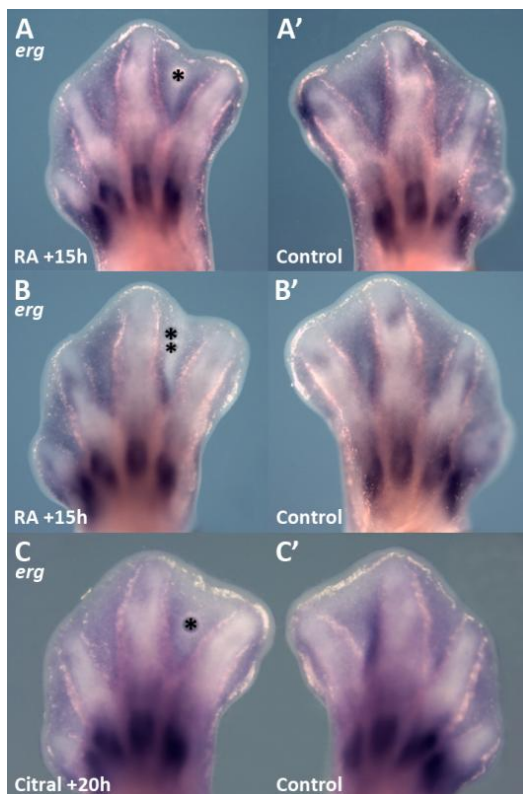 A
A'
erg
*
RA +15h
Control
B
B'
erg
*
*
RA +15h
Control
C
C'
erg
*
Citral +20h
Control